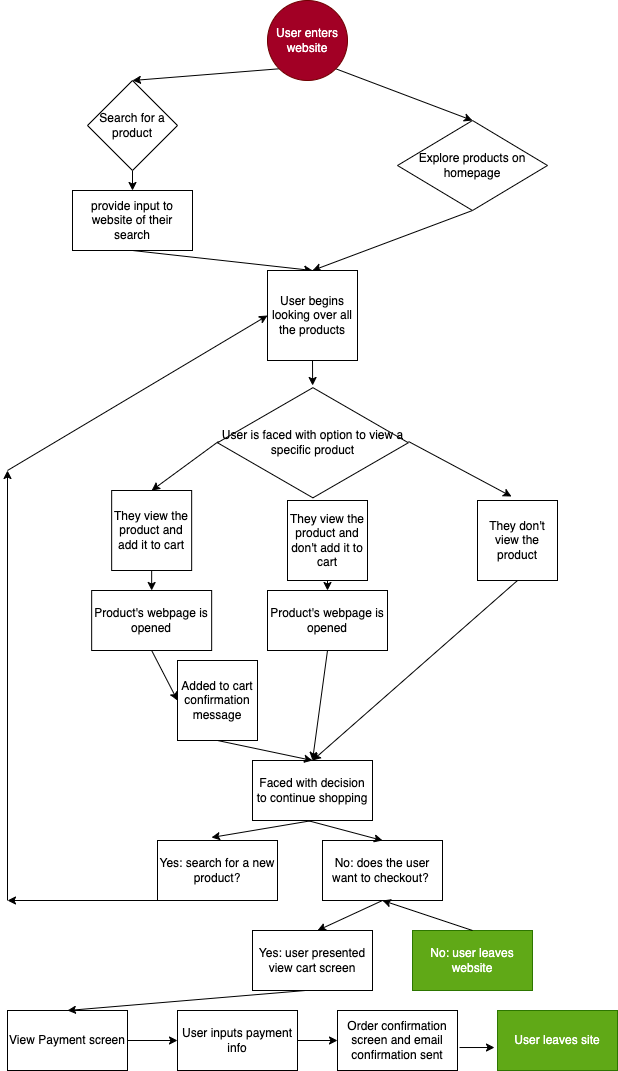 User enters
website
Search for a
product
Explore products on
homepage
provide input to
website of their
search
User begins
looking over all
the products
User is faced with option to view a
specific product
They view the
product and
add it to cart
They view the
product and
don't add it to
cart
They don't
view the
product
Product's webpage is
opened
Product's webpage is
opened
Added to cart
confirmation
message
Faced with decision
to continue shopping
Yes: search for a new
product?
No: does the user
want to checkout?
Yes: user presented
view cart screen
No: user leaves
website
View Payment screen
User inputs payment
info
Order confirmation
screen and email
confirmation sent
User leaves site